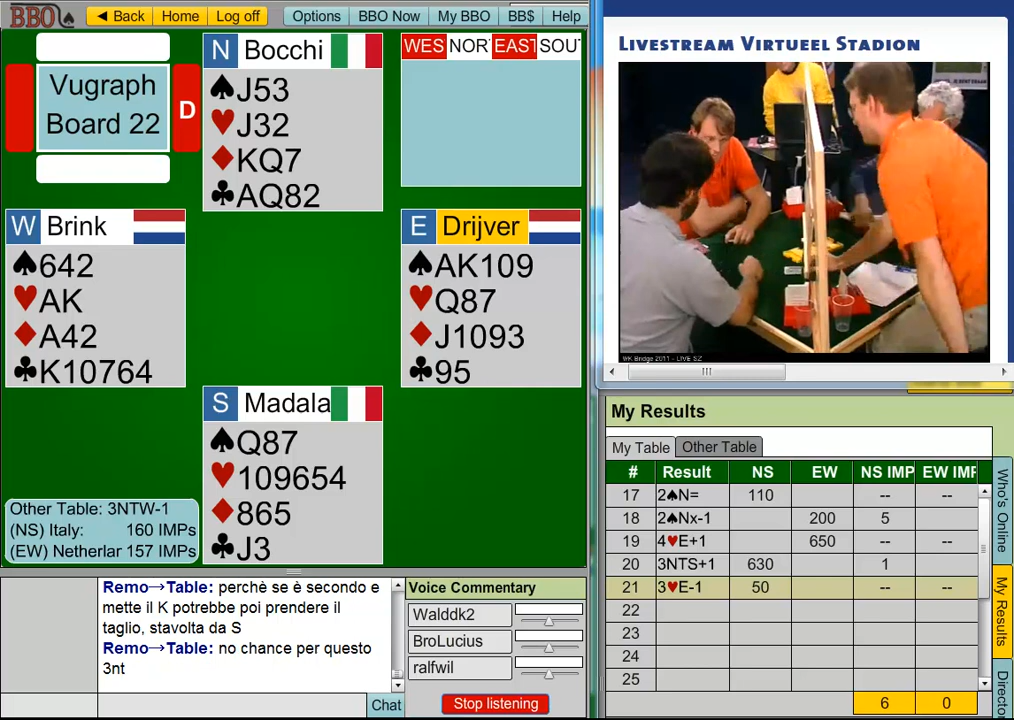 BBO
◄ Back Home Log off Options BBO Now My BBO BB$ Help
Vugraph
Board 22
D
N Bocchi
♠J53
♥J32
♦KQ7
♣AQ82
WES NOR EAST SOU
W Brink
♠642
♥AK
♦A42
♣K10764
E Drijver
♠AK109
♥Q87
♦J1093
♣95
S Madala
♠Q87
♥109654
♦865
♣J3
Other Table: 3NTW-1
(NS) Italy: 160 IMPs
(EW) Netherlar 157 IMPs
Remo→Table: perchè se è secondo e
mette il K potrebbe poi prendere il
taglio, stavolta da S
Remo→Table: no chance per questo
3nt
Chat
Voice Commentary
Walddk2
BroLucius
ralfwil
Stop listening
Livestream Virtueel Stadion
WK Bridge 2011 - LIVE SZ
My Results
My Table Other Table
# Result NS EW NS IMP EW IMF
17 2♠N= 110 -- --
18 2♠Nx-1 200 5
19 4♥E+1 650 -- --
20 3NTS+1 630 1
21 3♥E-1 50 -- --
22
23
24
25
6 0
Who's Online
My Results
Director